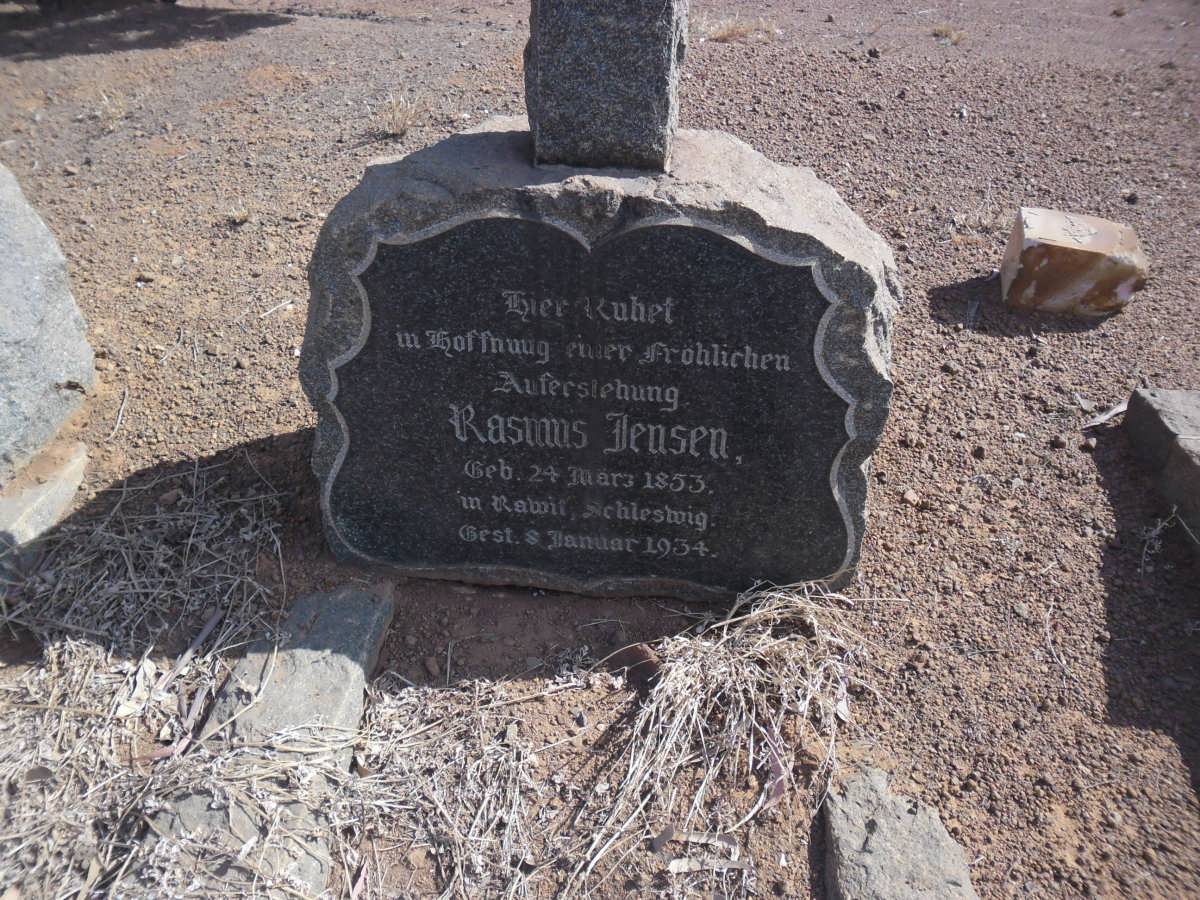 Hier Ruhet
in Hoffnung einer Fröhlichen
Auferstehung
Rasmus Jensen,
Geb. 24 März 1853.
in Rawit, Schleswig.
Gest. 8 Januar 1934.